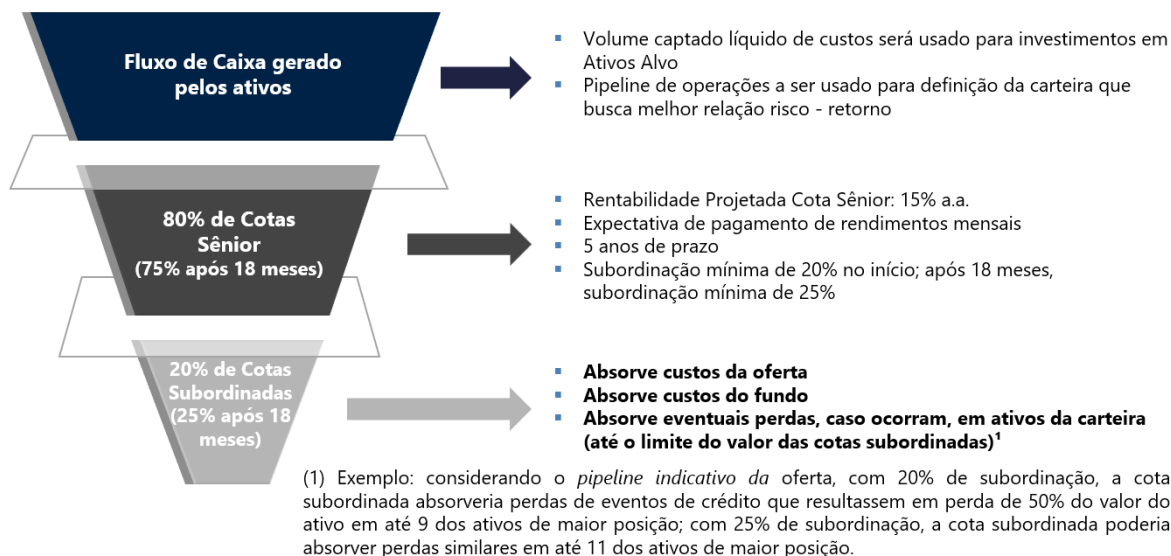 Fluxo de Caixa gerado
pelos ativos
▪ Volume captado líquido de custos será usado para investimentos em
Ativos Alvo
▪ Pipeline de operações a ser usado para definição da carteira que
busca melhor relação risco - retorno
80% de Cotas
Sênior
(75% após 18 meses)
▪ Rentabilidade Projetada Cota Sênior: 15% a.a.
▪ Expectativa de pagamento de rendimentos mensais
▪ 5 anos de prazo
▪ Subordinação mínima de 20% no início; após 18 meses,
subordinação mínima de 25%
20% de Cotas
Subordinadas
(25% após 18
meses)
▪ Absorve custos da oferta
▪ Absorve custos do fundo
▪ Absorve eventuais perdas, caso ocorram, em ativos da carteira
(até o limite do valor das cotas subordinadas)¹
(1) Exemplo: considerando o pipeline indicativo da oferta, com 20% de subordinação, a cota
subordinada absorveria perdas de eventos de crédito que resultassem em perda de 50% do valor do
ativo em até 9 dos ativos de maior posição; com 25% de subordinação, a cota subordinada poderia
absorver perdas similares em até 11 dos ativos de maior posição.